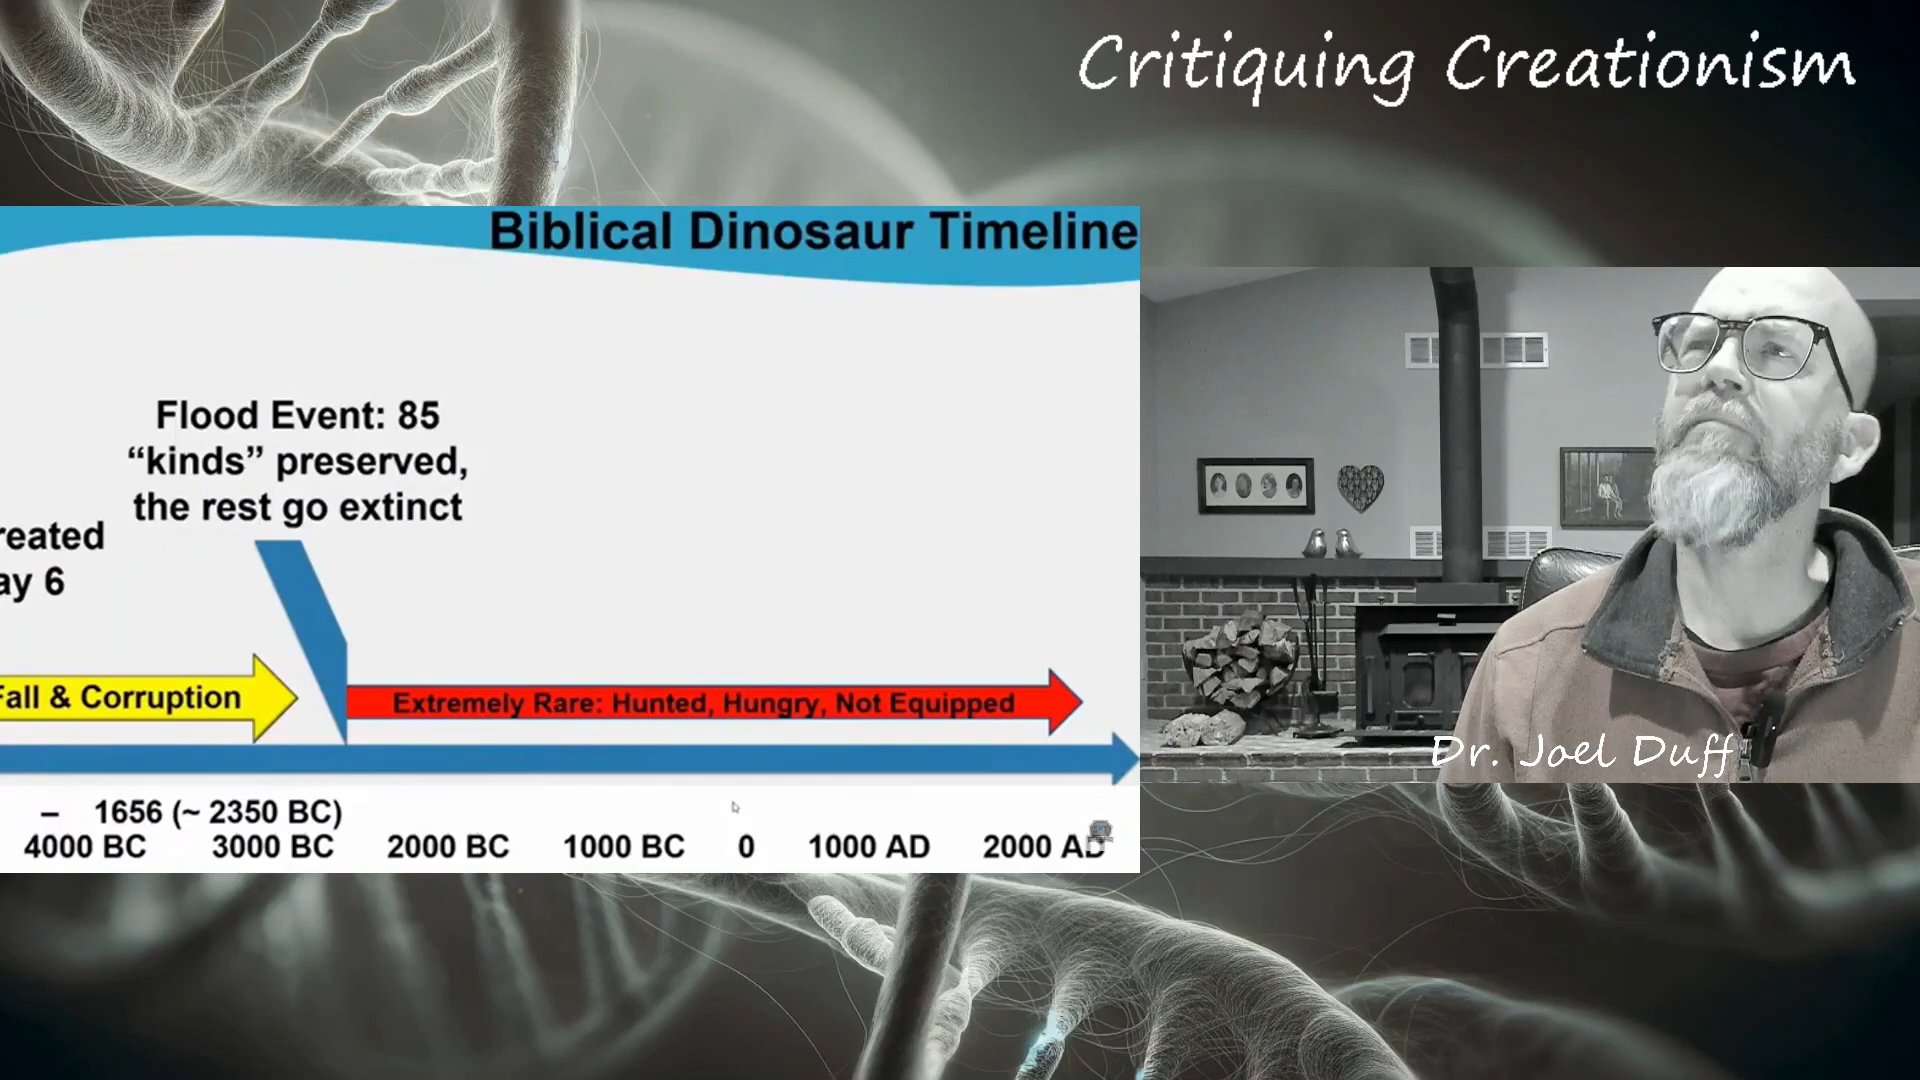 Critiquing Creationism
Biblical Dinosaur Timeline
Flood Event: 85
“kinds” preserved,
the rest go extinct
reated
ay 6
Fall & Corruption
Extremely Rare: Hunted, Hungry, Not Equipped
Dr. Joel Duff
– 1656 (~ 2350 BC)
4000 BC 3000 BC 2000 BC 1000 BC 0 1000 AD 2000 AD